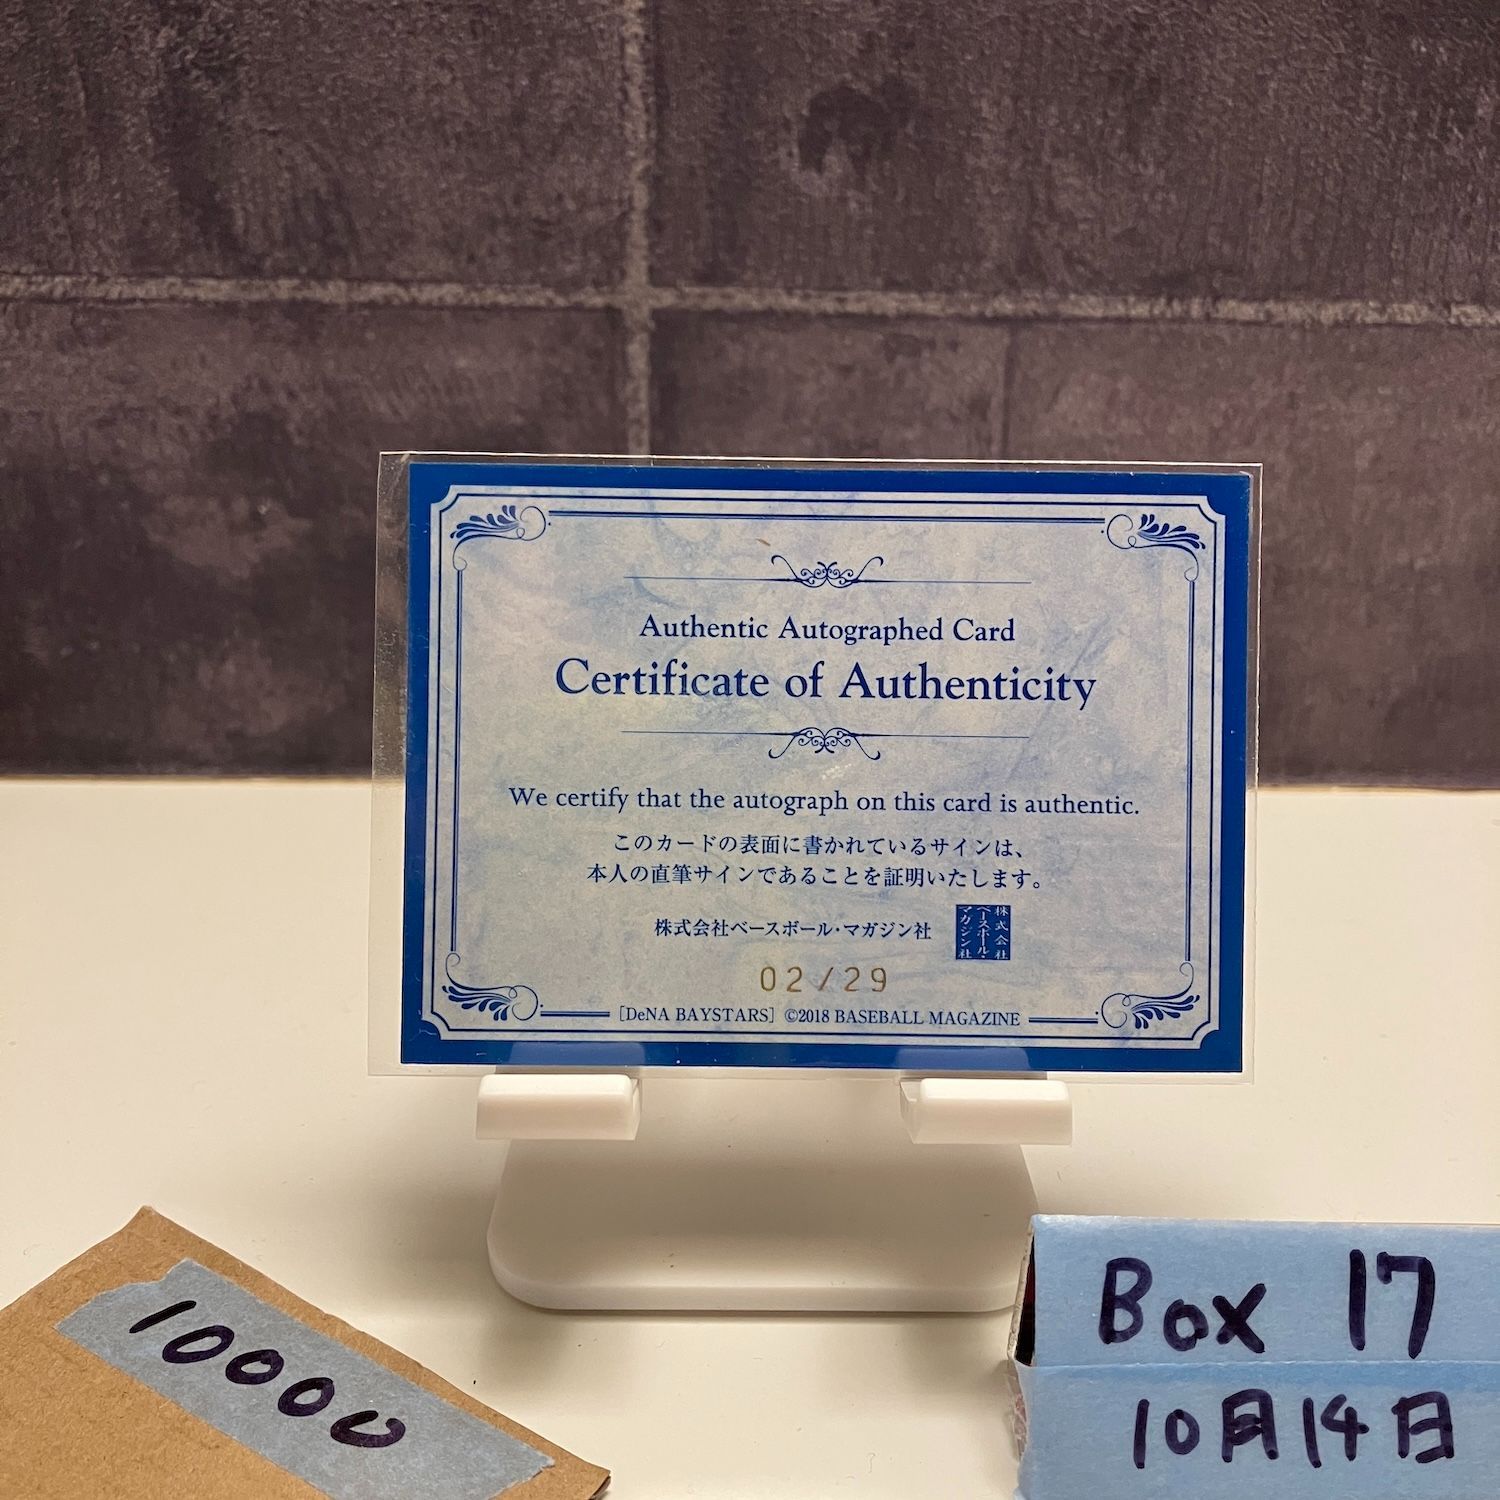 Authentic Autographed Card
Certificate of Authenticity
We certify that the autograph on this card is authentic.
このカードの表面に書かれているサインは、
本人の直筆サインであることを証明いたします。
株式会社ベースボール・マガジン社
株式会社
ベースボール・
マガジン社
02/29
[DeNA BAYSTARS] ©2018 BASEBALL MAGAZINE
10000
Box 17
10月14日